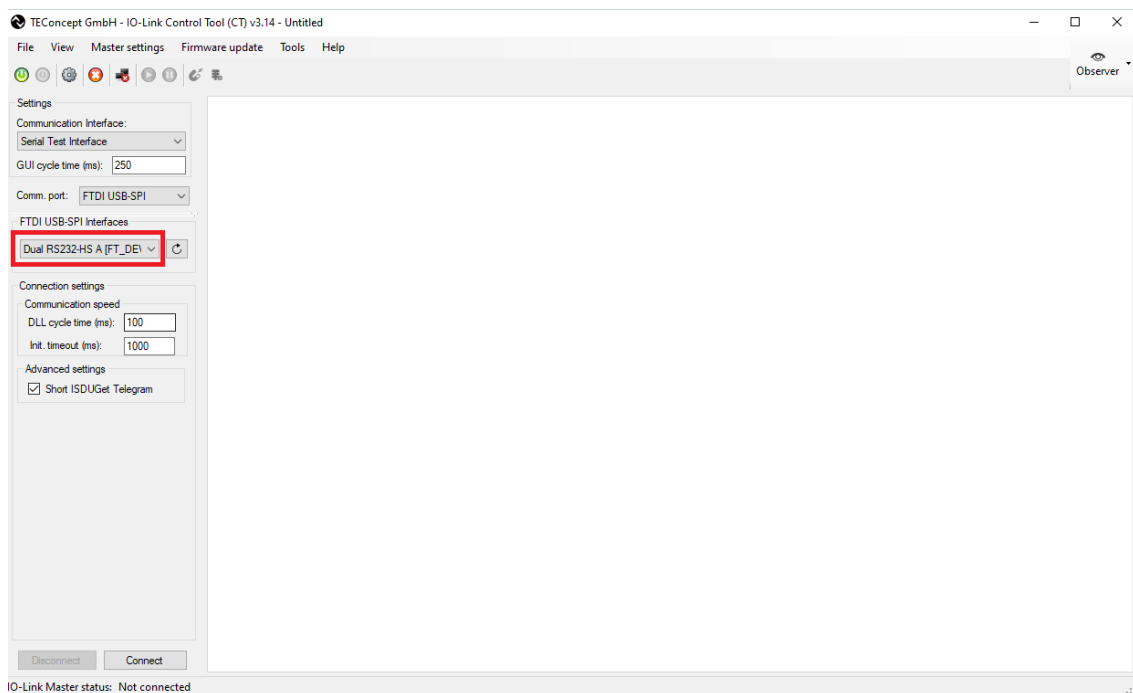 TEConcept GmbH - IO-Link Control Tool (CT) v3.14 - Untitled
File View Master settings Firmware update Tools Help
Observer
Settings
Communication Interface:
Serial Test Interface
GUI cycle time (ms): 250
Comm. port: FTDI USB-SPI
FTDI USB-SPI Interfaces
Dual RS232-HS A [FT_DEV
Connection settings
Communication speed
DLL cycle time (ms): 100
Init. timeout (ms): 1000
Advanced settings
Short ISDUGet Telegram
Disconnect Connect
IO-Link Master status: Not connected